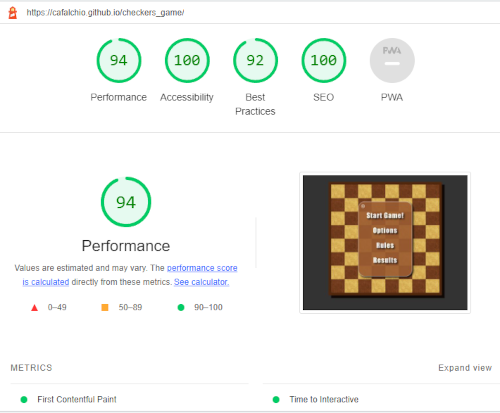 https://cafalchio.github.io/checkers_game/
94
100
92
100
PWA
Performance
Accessibility
Best
Practices
SEO
PWA
94
Performance
Values are estimated and may vary. The performance score
is calculated directly from these metrics. See calculator.
0–49
50–89
90–100
Start Game!
Options
Rules
Results
METRICS
Expand view
First Contentful Paint
Time to Interactive